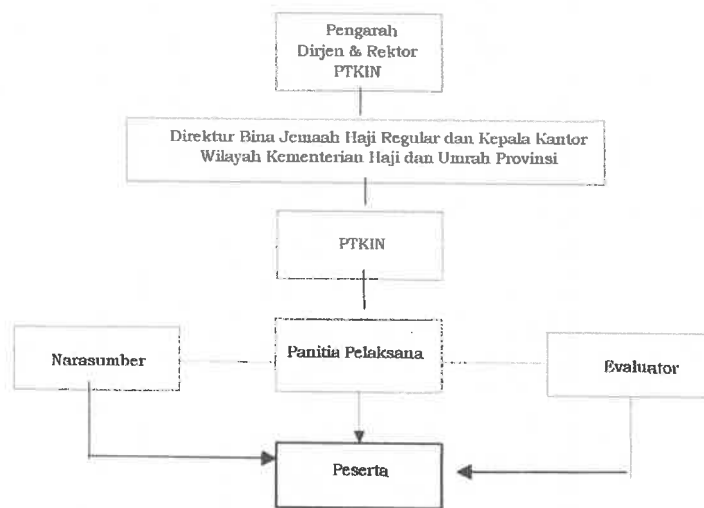 Pengarah
Dirjen & Rektor
PTKIN
Direktur Bina Jemaah Haji Regular dan Kepala Kantor
Wilayah Kementerian Haji dan Umrah Provinsi
PTKIN
Narasumber
Panitia Pelaksana
Evaluator
Peserta